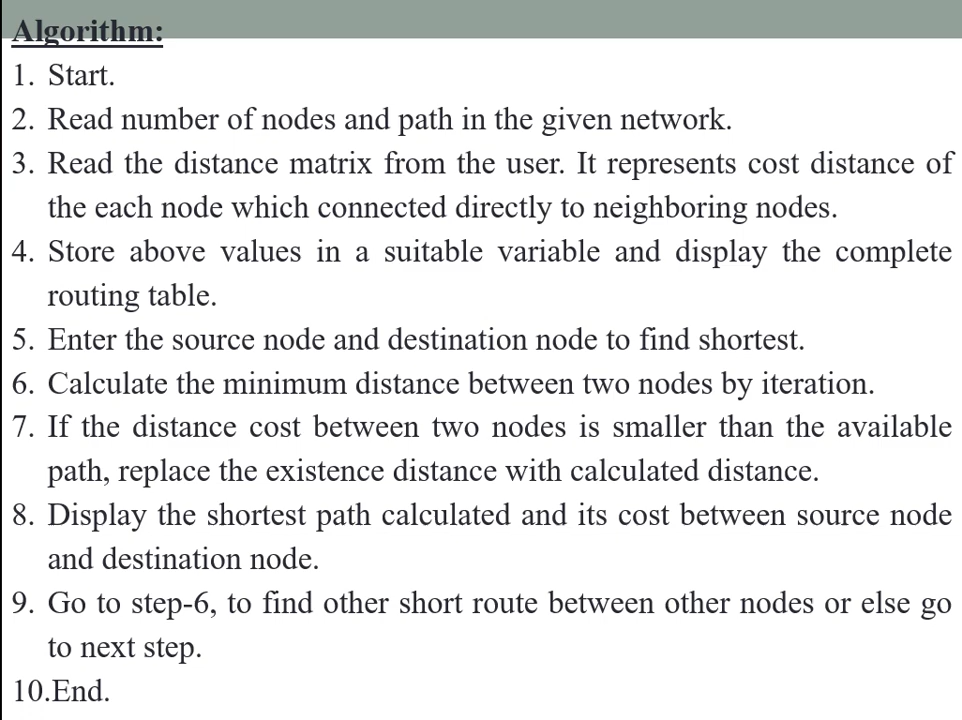 Algorithm:
1. Start.
2. Read number of nodes and path in the given network.
3. Read the distance matrix from the user. It represents cost distance of
the each node which connected directly to neighboring nodes.
4. Store above values in a suitable variable and display the complete
routing table.
5. Enter the source node and destination node to find shortest.
6. Calculate the minimum distance between two nodes by iteration.
7. If the distance cost between two nodes is smaller than the available
path, replace the existence distance with calculated distance.
8. Display the shortest path calculated and its cost between source node
and destination node.
9. Go to step-6, to find other short route between other nodes or else go
to next step.
10.End.